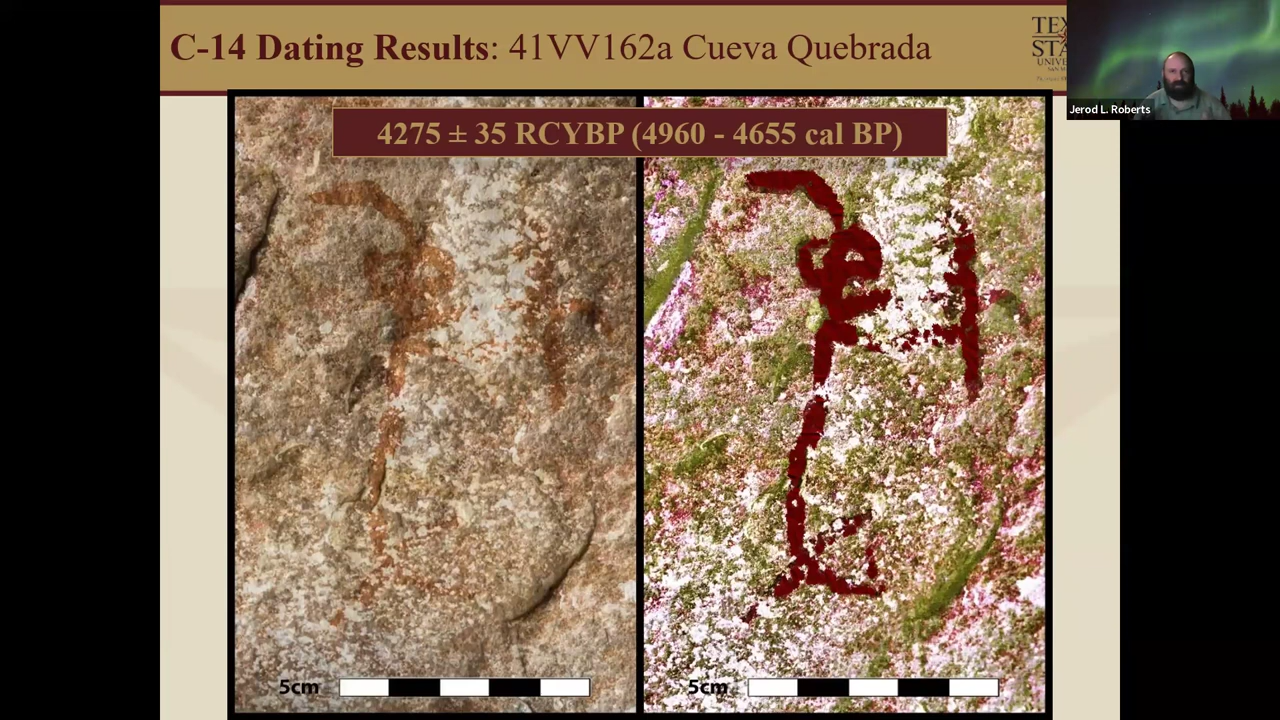 C-14 Dating Results: 41VV162a Cueva Quebrada
Jerod L. Roberts
4275 ± 35 RCYBP (4960 - 4655 cal BP)
5cm
5cm